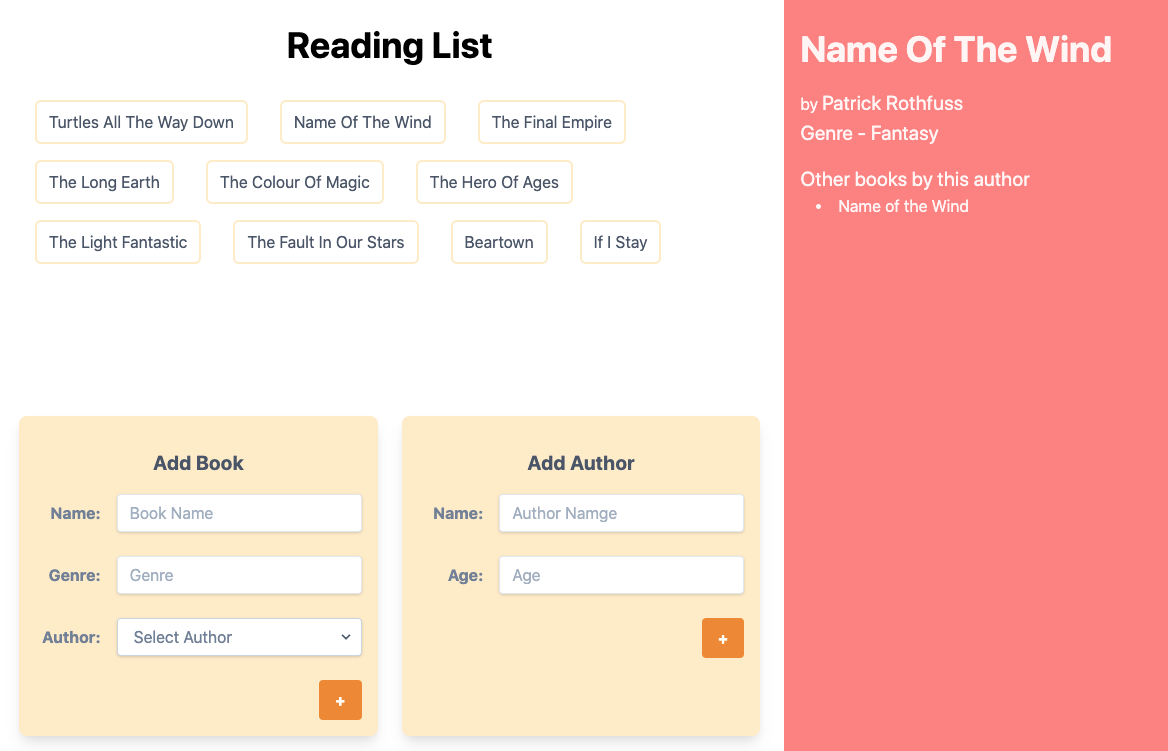 Reading List
Turtles All The Way Down
Name Of The Wind
The Final Empire
The Long Earth
The Colour Of Magic
The Hero Of Ages
The Light Fantastic
The Fault In Our Stars
Beartown
If I Stay
Add Book
Name:
Book Name
Genre:
Genre
Author:
Select Author
+
Add Author
Name:
Author Namge
Age:
Age
+
Name Of The Wind
by Patrick Rothfuss
Genre - Fantasy
Other books by this author
• Name of the Wind